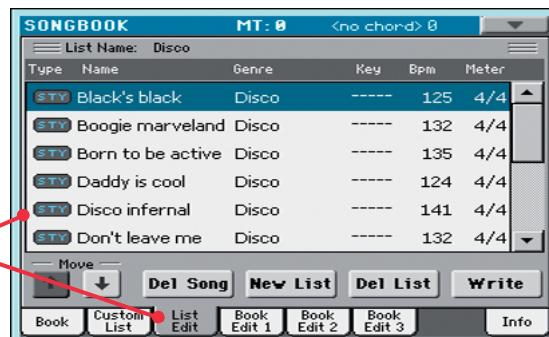 SONGBOOK MT: 0 <no chord> 0
List Name: Disco
Type Name Genre Key Bpm Meter
STY Black's black Disco ----- 125 4/4
STY Boogie marveland Disco ----- 132 4/4
STY Born to be active Disco ----- 135 4/4
STY Daddy is cool Disco ----- 124 4/4
STY Disco infernal Disco ----- 141 4/4
STY Don't leave me Disco ----- 132 4/4
Move
Del Song New List Del List Write
Book Custom List List Edit Book Edit 1 Book Edit 2 Book Edit 3 Info